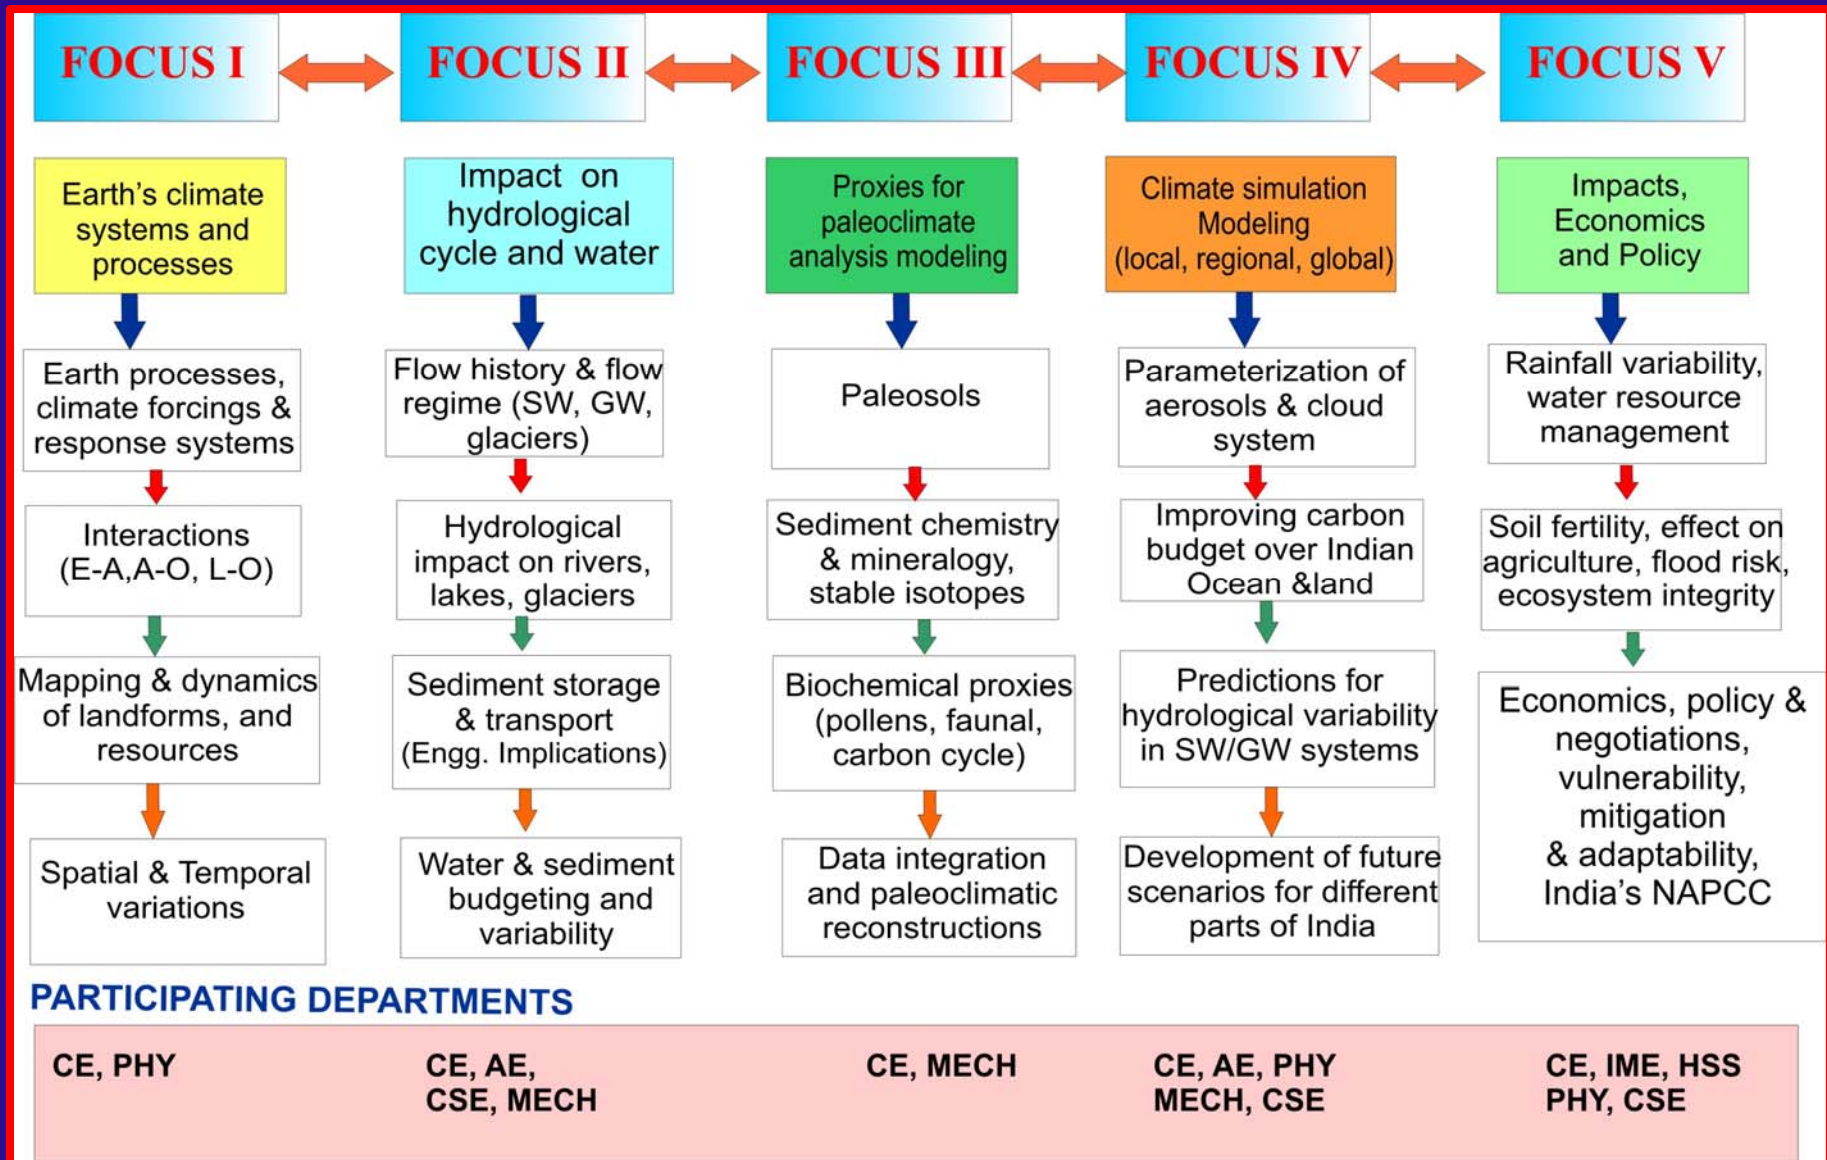 FOCUS I
FOCUS II
FOCUS III
FOCUS IV
FOCUS V
Earth's climate
systems and
processes
Earth processes,
climate forcings &
response systems
Interactions
(E-A,A-O, L-O)
Mapping & dynamics
of landforms, and
resources
Spatial & Temporal
variations
Impact on
hydrological
cycle and water
Flow history & flow
regime (SW, GW,
glaciers)
Hydrological
impact on rivers,
lakes, glaciers
Sediment storage
& transport
(Engg. Implications)
Water & sediment
budgeting and
variability
Proxies for
paleoclimate
analysis modeling
Paleosols
Sediment chemistry
& mineralogy,
stable isotopes
Biochemical proxies
(pollens, faunal,
carbon cycle)
Data integration
and paleoclimatic
reconstructions
Climate simulation
Modeling
(local, regional, global)
Parameterization of
aerosols & cloud
system
Improving carbon
budget over Indian
Ocean &land
Predictions for
hydrological variability
in SW/GW systems
Development of future
scenarios for different
parts of India
Impacts,
Economics
and Policy
Rainfall variability,
water resource
management
Soil fertility, effect on
agriculture, flood risk,
ecosystem integrity
Economics, policy &
negotiations,
vulnerability,
mitigation
& adaptability,
India's NAPCC
PARTICIPATING DEPARTMENTS
CE, PHY
CE, AE,
CSE, MECH
CE, MECH
CE, AE, PHY
MECH, CSE
CE, IME, HSS
PHY, CSE